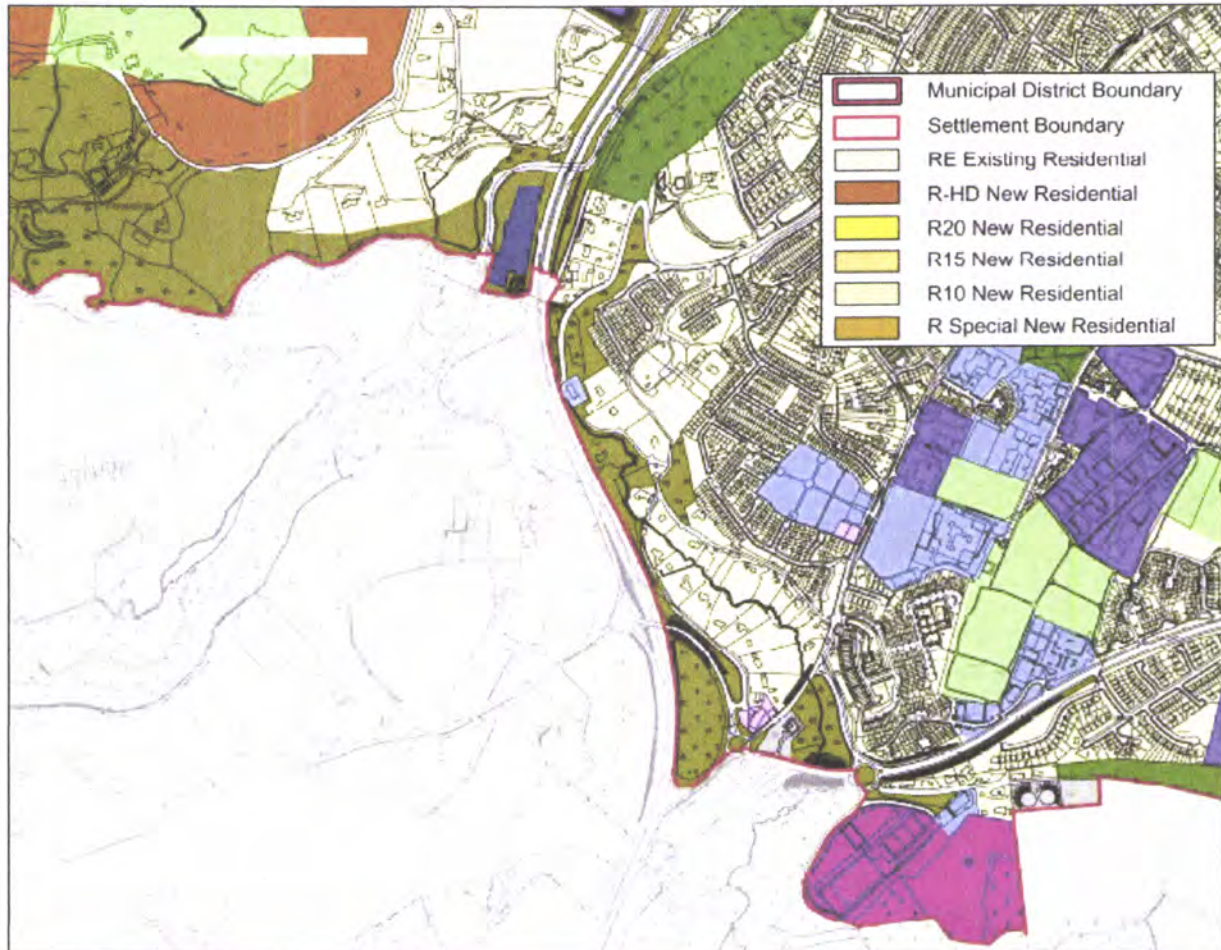 Municipal District Boundary
Settlement Boundary
RE Existing Residential
R-HD New Residential
R20 New Residential
R15 New Residential
R10 New Residential
R Special New Residential